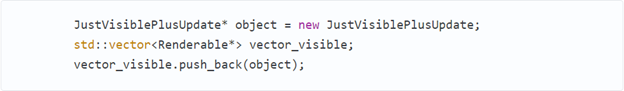 JustVisiblePlusUpdate* object = new JustVisiblePlusUpdate;
std::vector<Renderable*> vector_visible;
vector_visible.push_back(object);